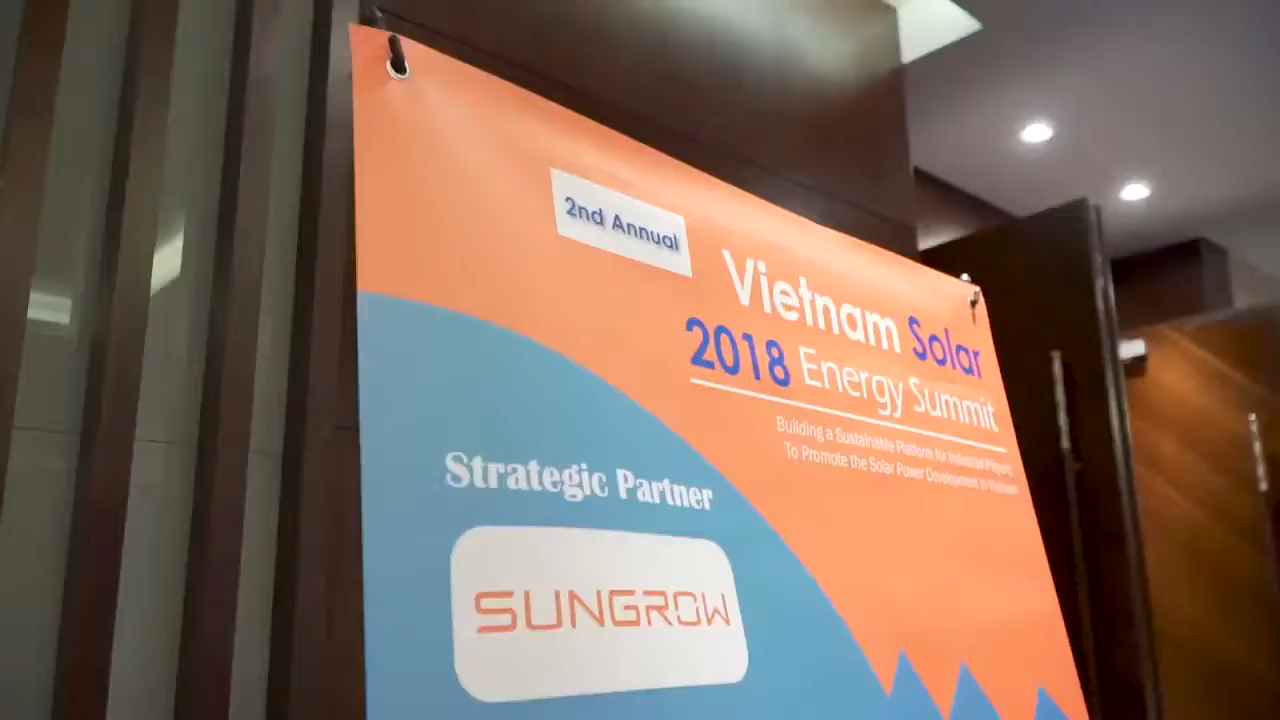 2nd Annual
Vietnam Solar
2018 Energy Summit
Building a Sustainable Platform for Industrial Players
To Promote the Solar Power Development in Vietnam
Strategic Partner
SUNGROW